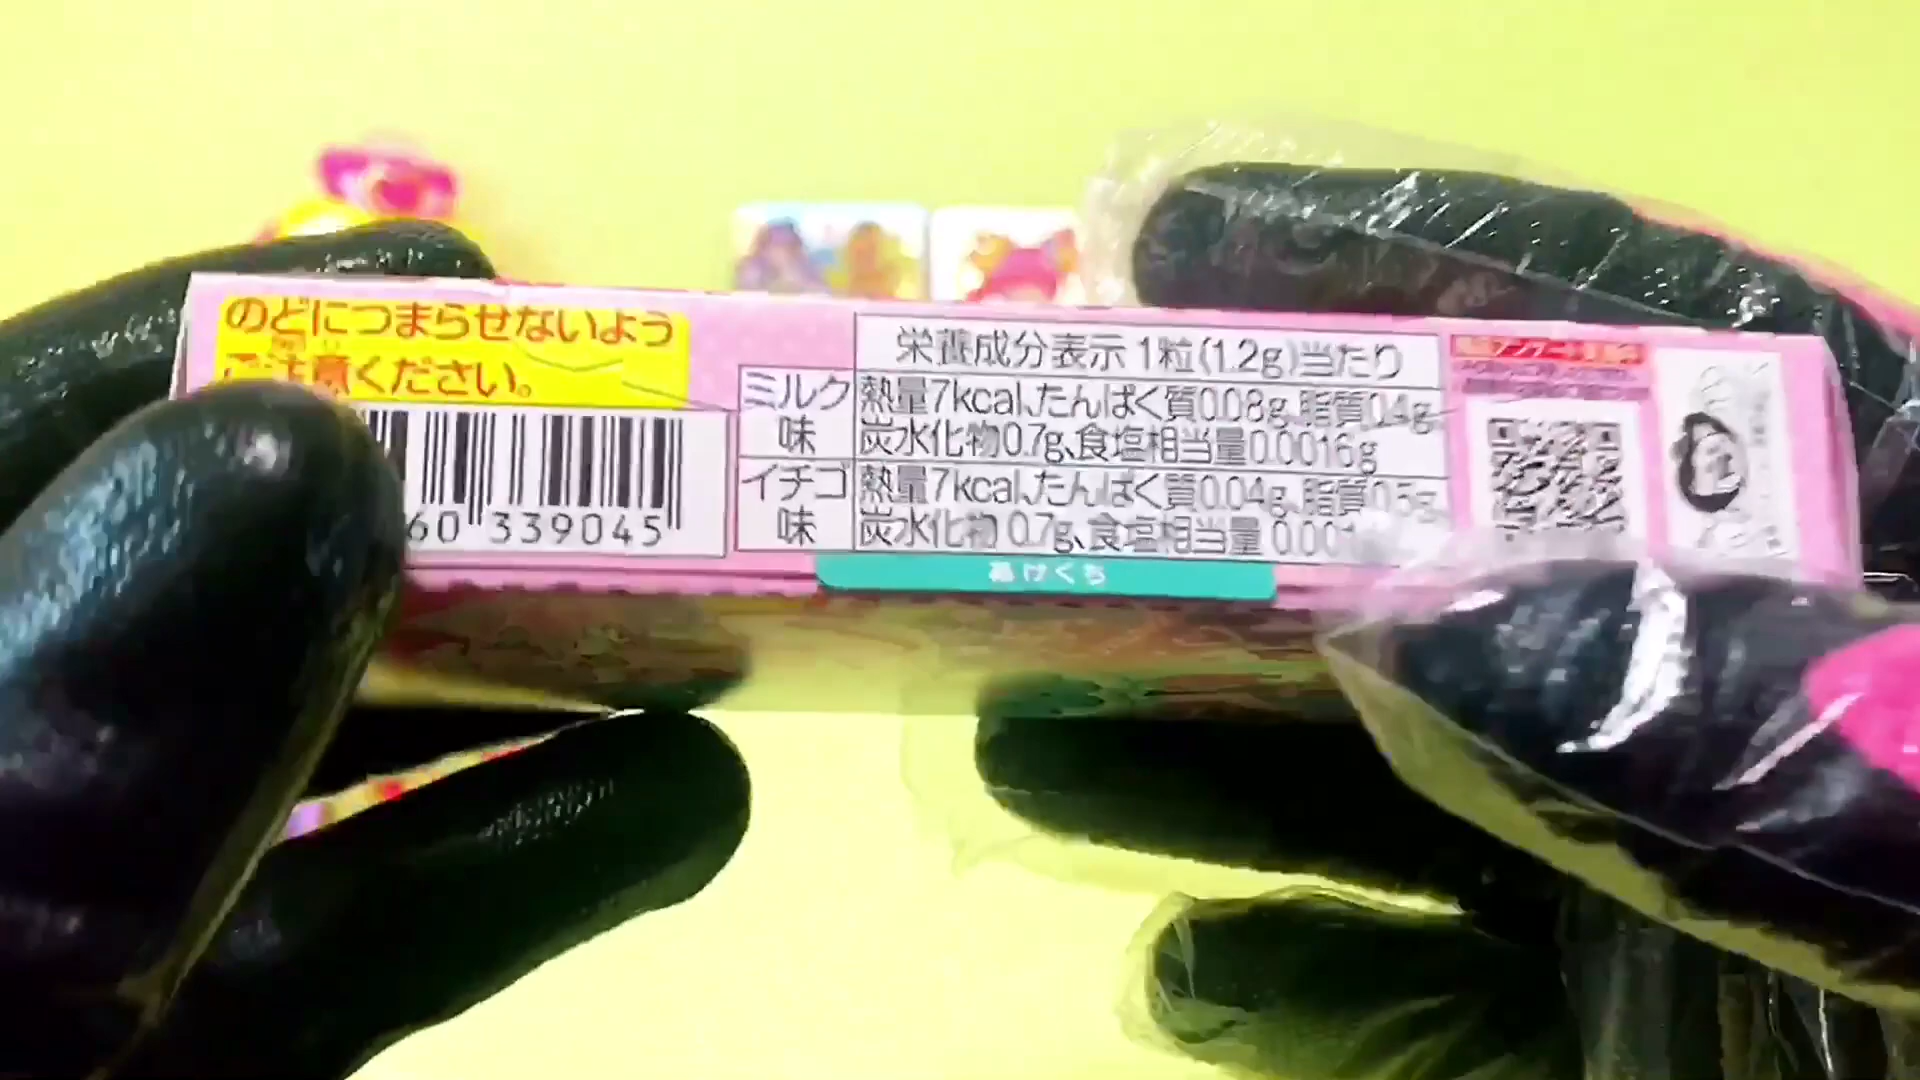 のどにつまらせないよう
ご注意ください。
60 339045
栄養成分表示 1粒(1.2g)当たり
ミルク味
熱量7kcal、たんぱく質0.08g、脂質0.4g、
炭水化物0.7g、食塩相当量0.0016g
イチゴ味
熱量7kcal、たんぱく質0.04g、脂質0.5g、
炭水化物 0.7g、食塩相当量 0.001
あけくち